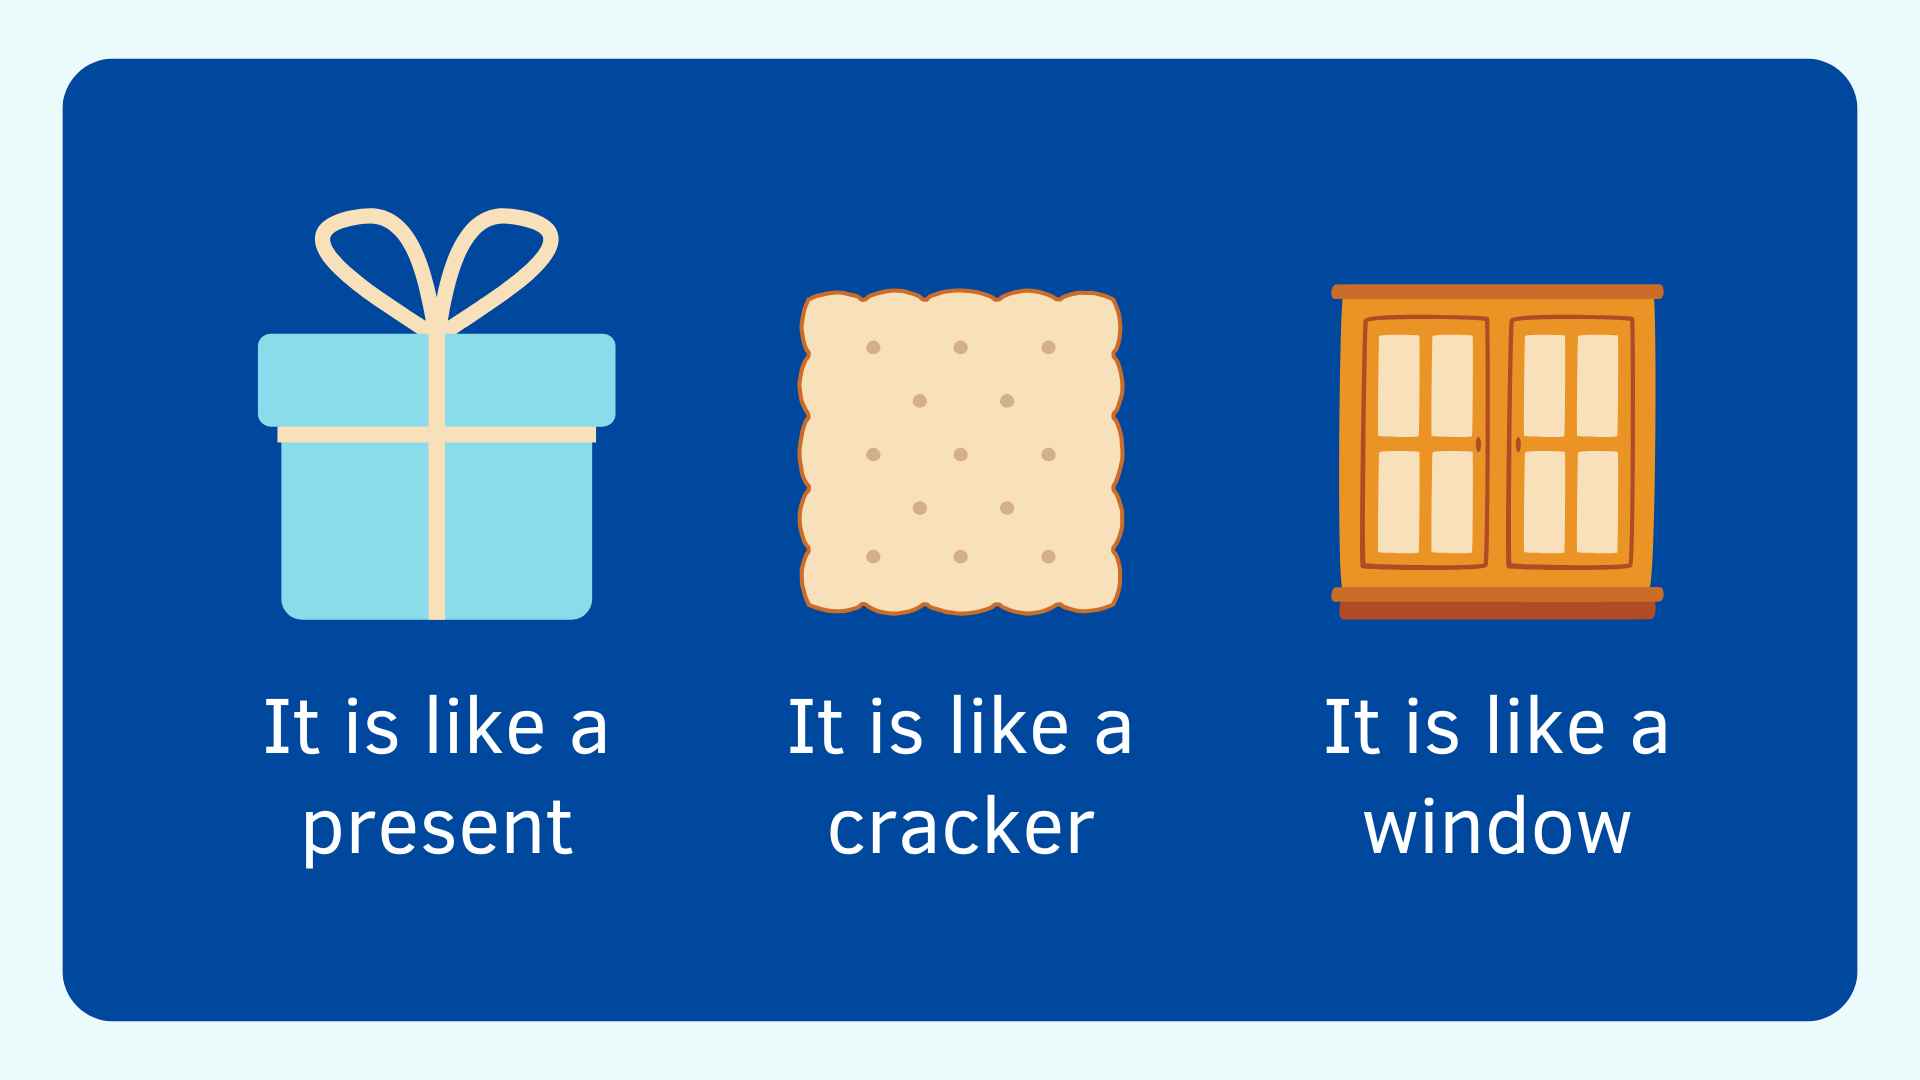 It is like a
present
It is like a
cracker
It is like a
window